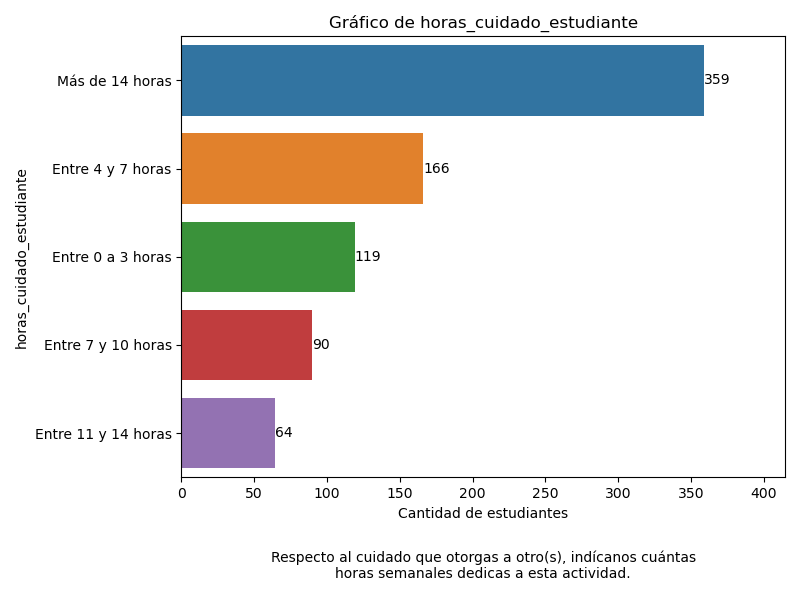 Gráfico de horas_cuidado_estudiante
horas_cuidado_estudiante
Más de 14 horas
359
Entre 4 y 7 horas
166
Entre 0 a 3 horas
119
Entre 7 y 10 horas
90
Entre 11 y 14 horas
64
0 50 100 150 200 250 300 350 400
Cantidad de estudiantes
Respecto al cuidado que otorgas a otro(s), indícanos cuántas
horas semanales dedicas a esta actividad.